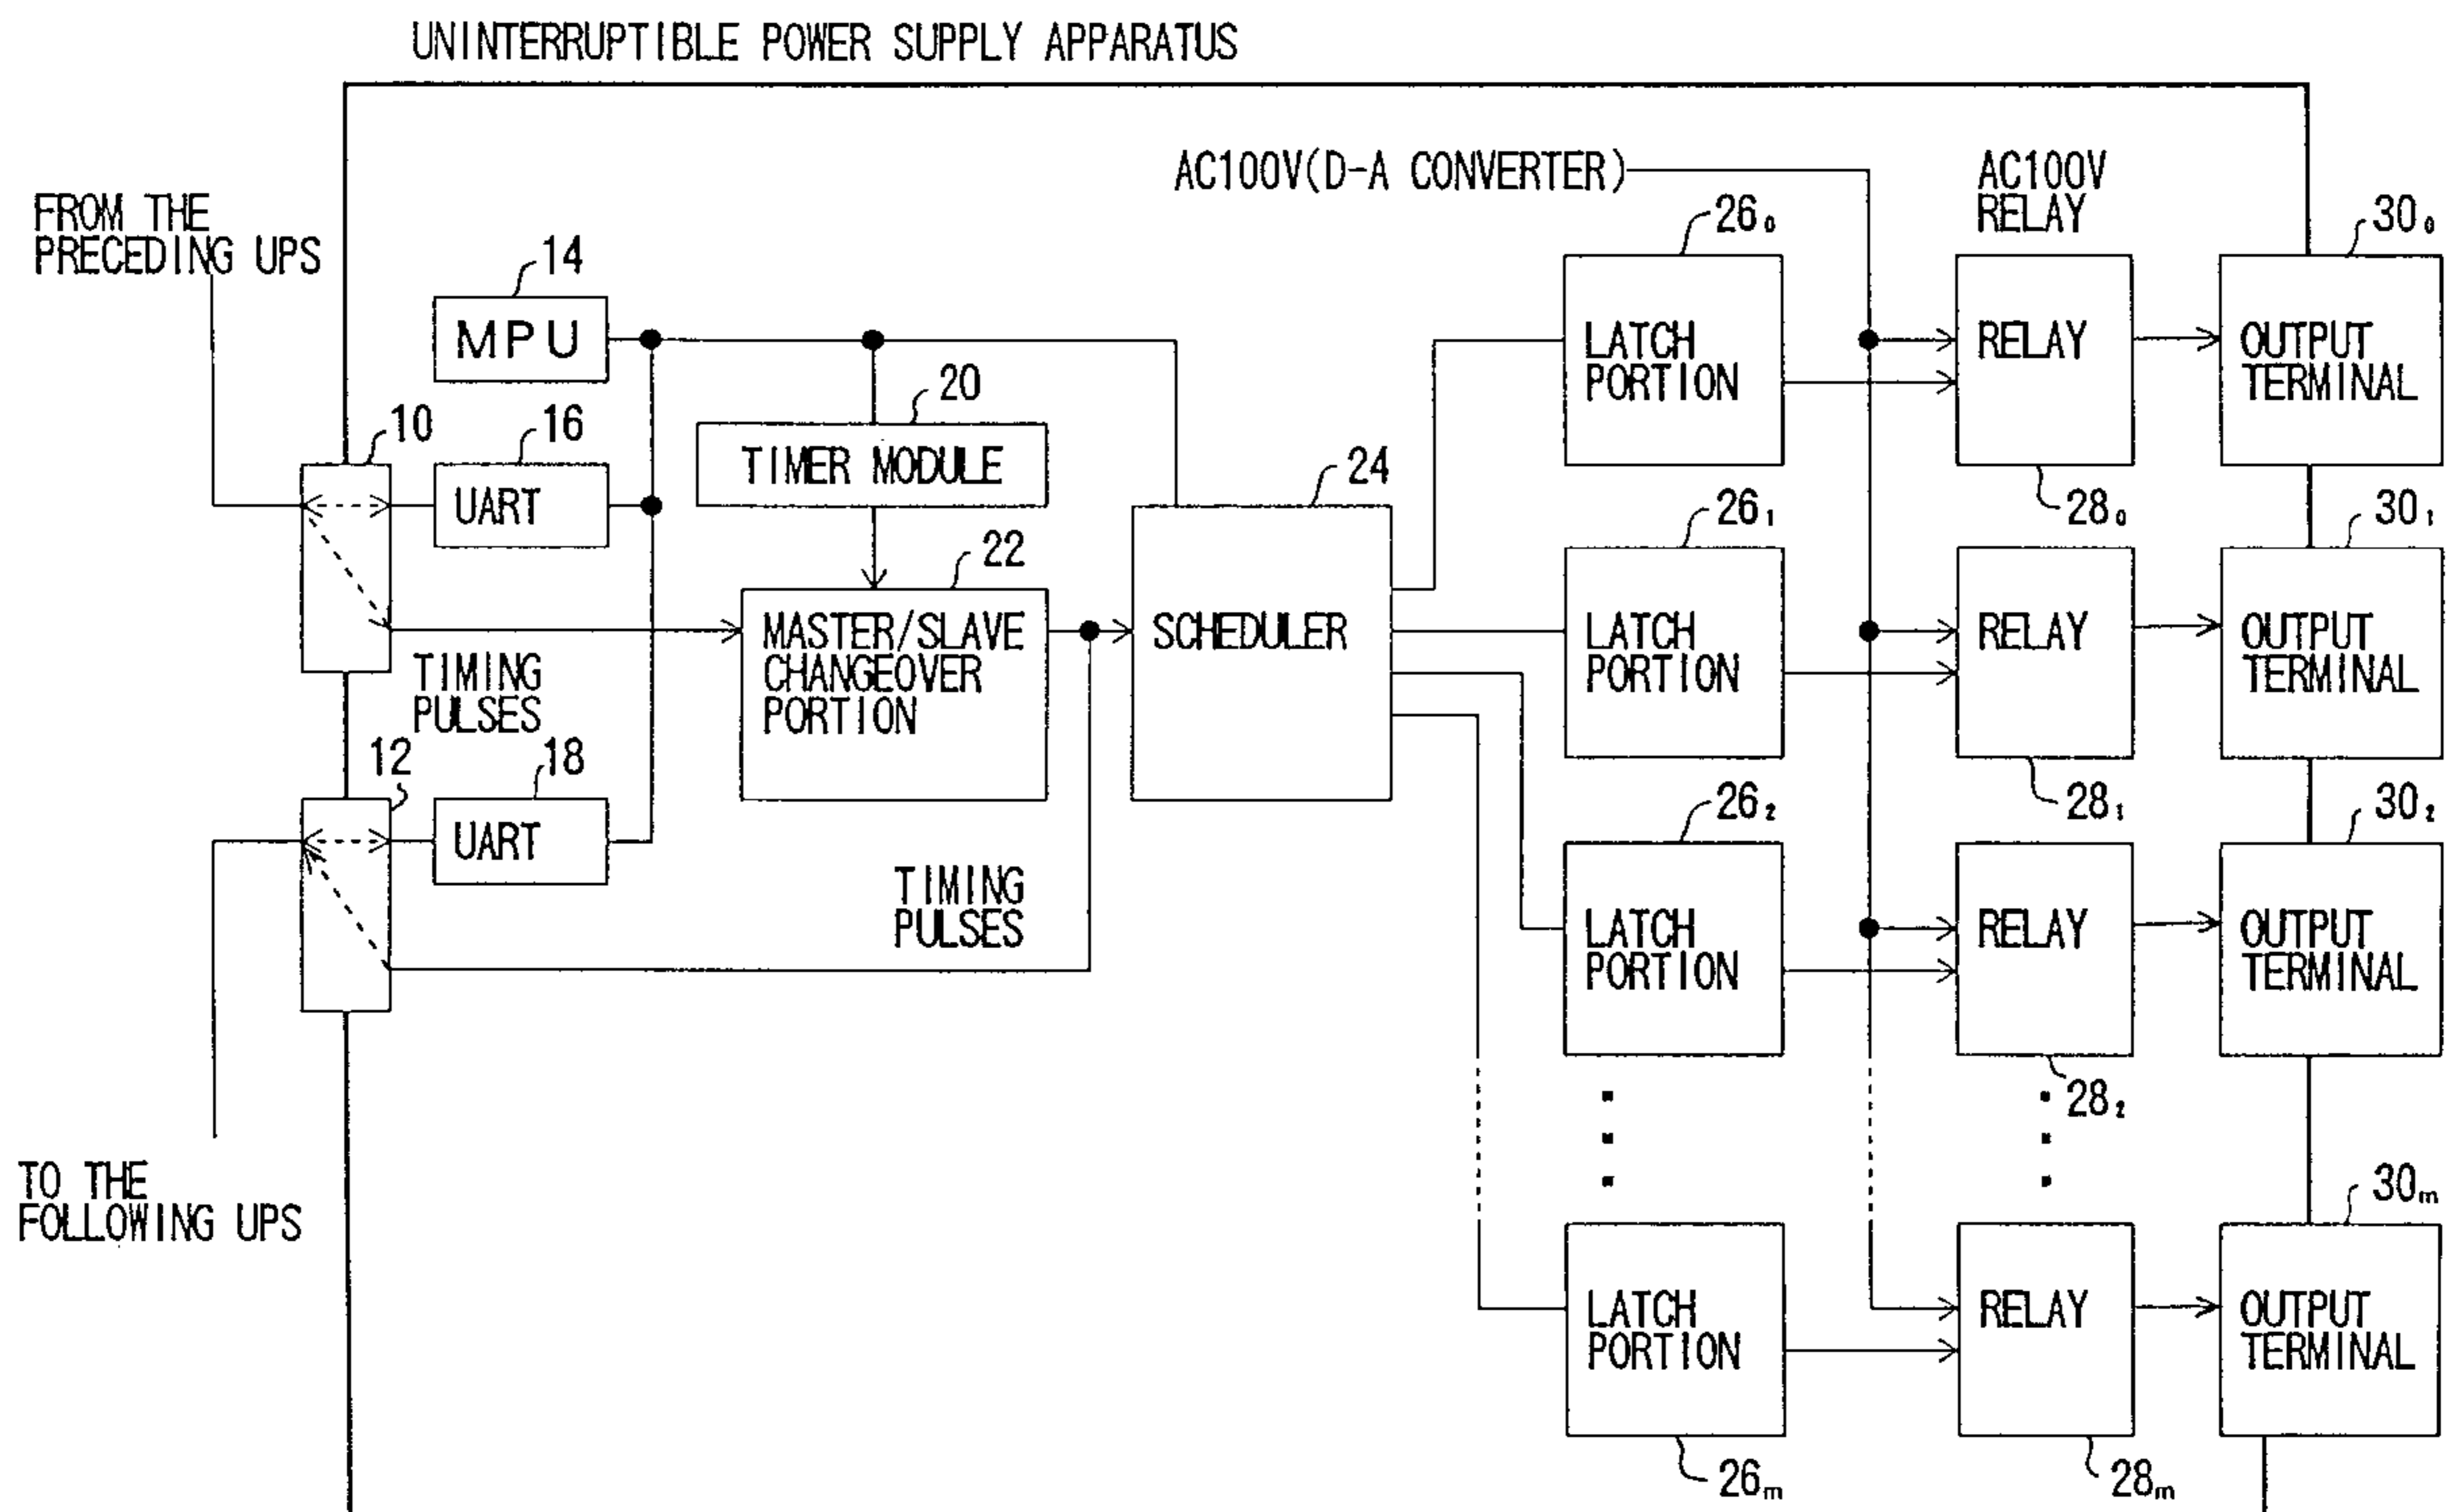 UNINTERRUPTIBLE POWER SUPPLY APPARATUS
AC100V(D-A CONVERTER)
AC100V
RELAY
FROM THE
PRECEDING UPS
14
MPU
26₀
30₀
LATCH
PORTION
RELAY
OUTPUT
TERMINAL
28₀
10
16
UART
20
TIMER MODULE
24
22
MASTER/SLAVE
CHANGEOVER
PORTION
SCHEDULER
TIMING
PULSES
26₁
30₁
LATCH
PORTION
RELAY
OUTPUT
TERMINAL
28₁
12
18
UART
TIMING
PULSES
26₂
30₂
LATCH
PORTION
RELAY
OUTPUT
TERMINAL
28₂
TO THE
FOLLOWING UPS
30ₘ
LATCH
PORTION
RELAY
OUTPUT
TERMINAL
26ₘ
28ₘ